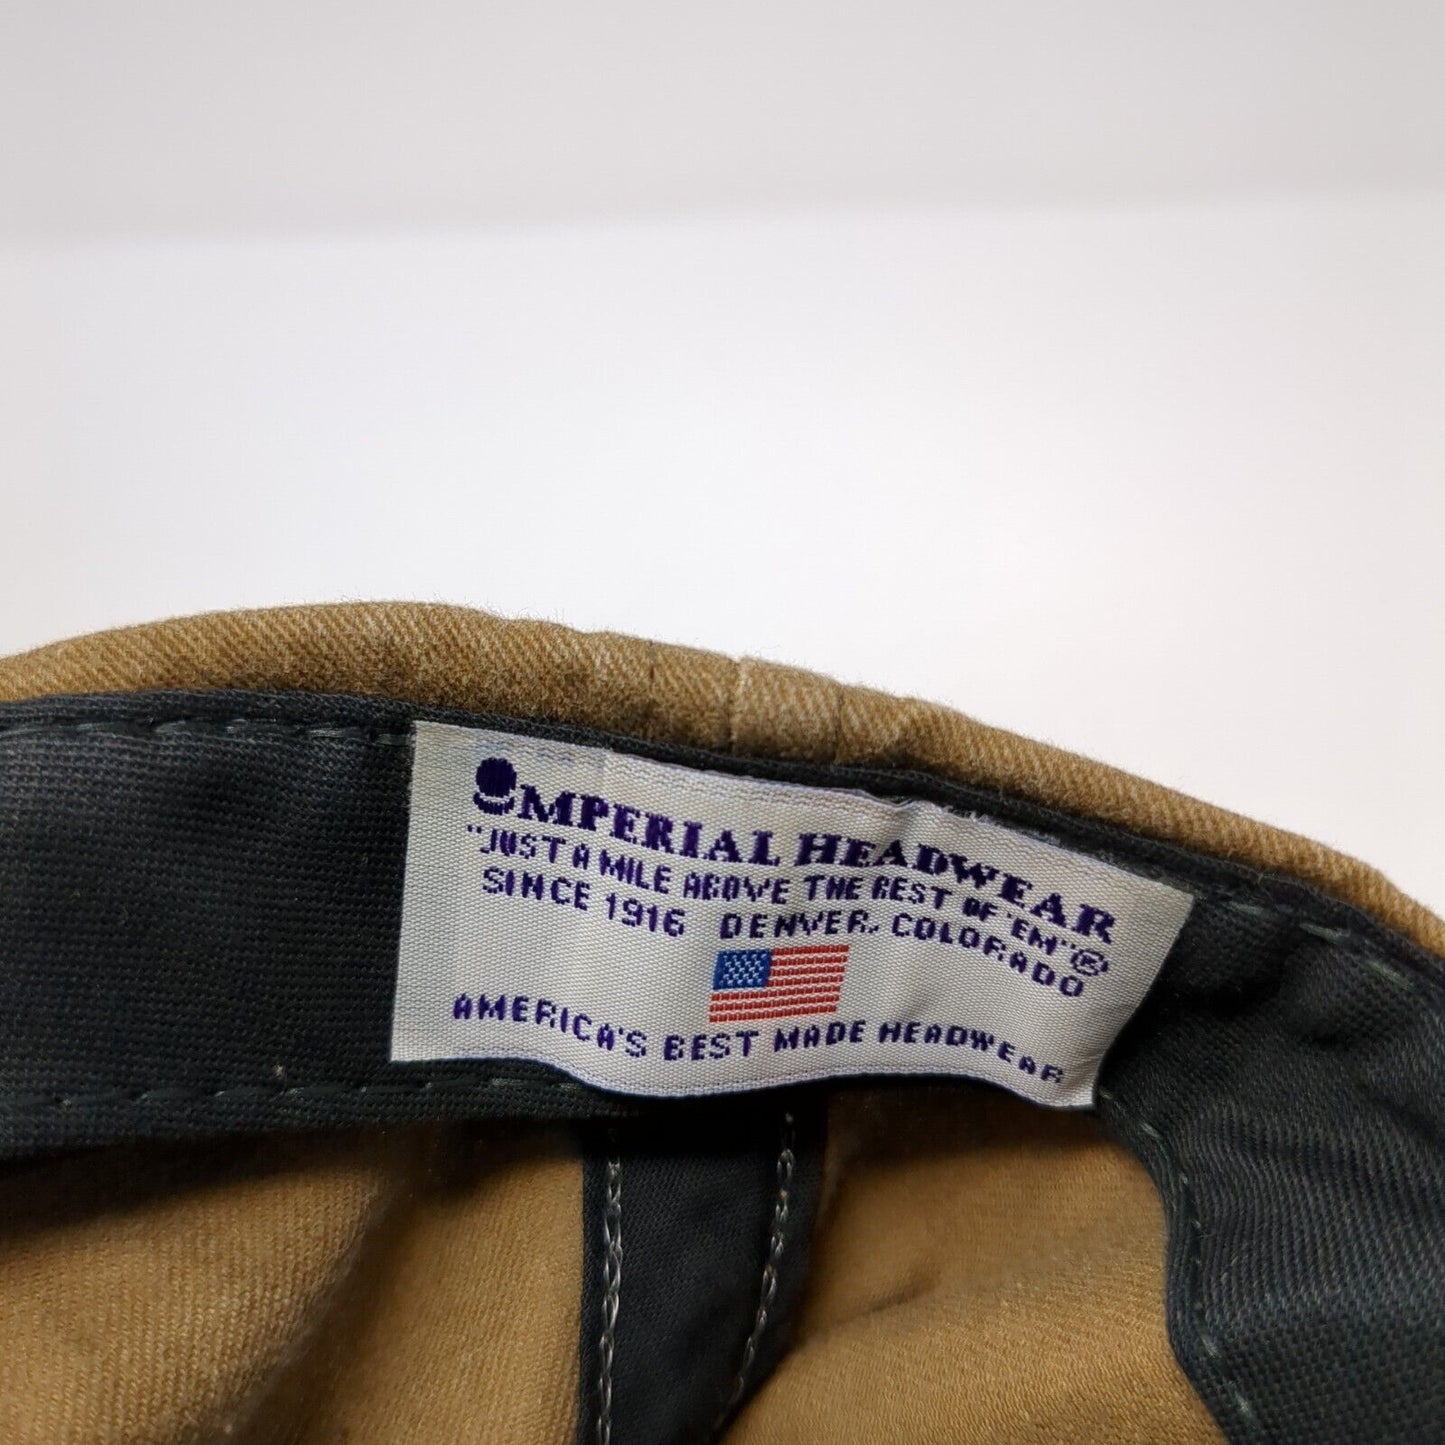 IMPERIAL HEADWEAR
"JUST A MILE ABOVE THE REST OF 'EM"®
SINCE 1916 DENVER, COLORADO
AMERICA'S BEST MADE HEADWEAR